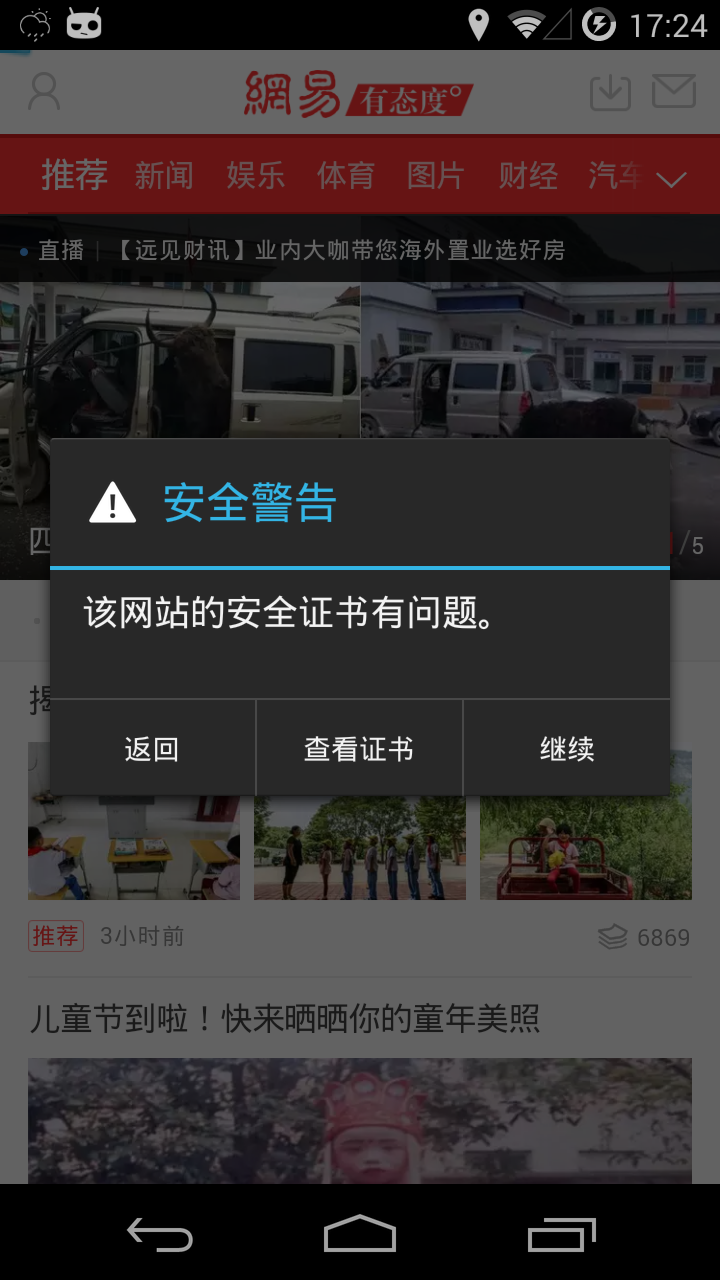 17:24
網易 有态度°
推荐 新闻 娱乐 体育 图片 财经 汽车
直播 | 【远见财讯】业内大咖带您海外置业选好房
四
/5
安全警告
该网站的安全证书有问题。
揭
返回 查看证书 继续
推荐 3小时前 6869
儿童节到啦！快来晒晒你的童年美照